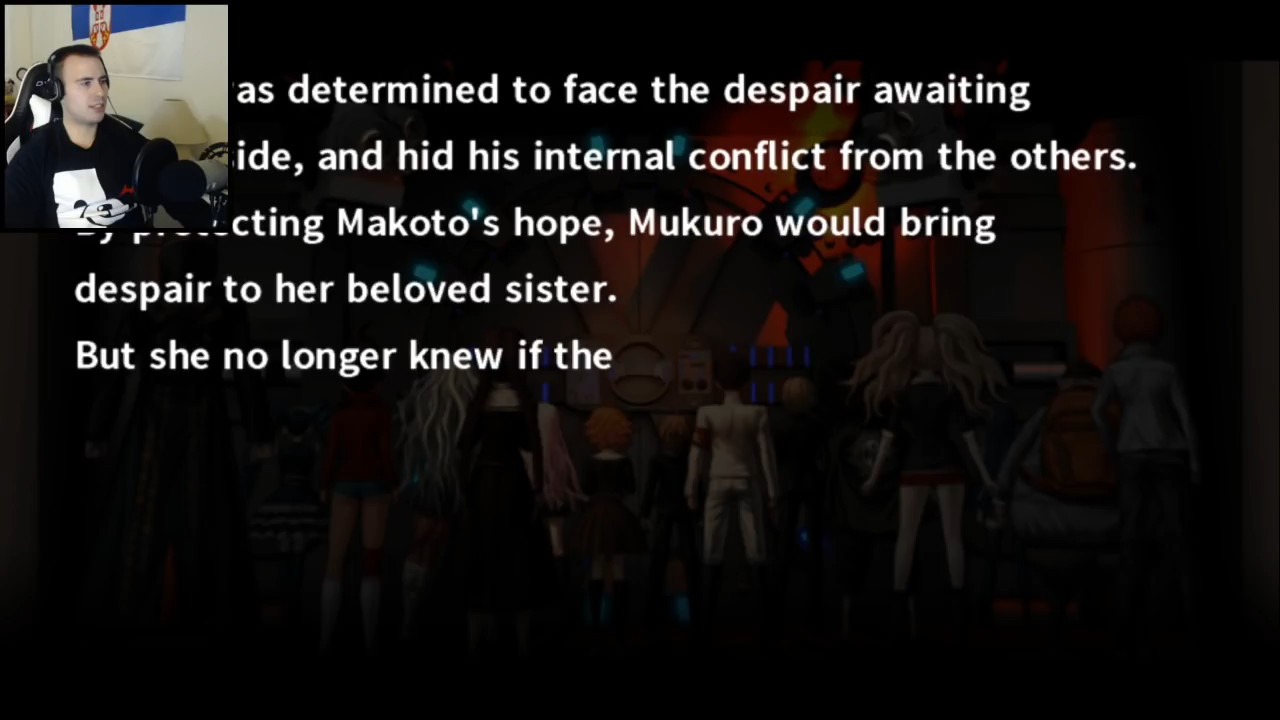 as determined to face the despair awaiting
ide, and hid his internal conflict from the others.
Makoto's hope, Mukuro would bring
despair to her beloved sister.
But she no longer knew if the